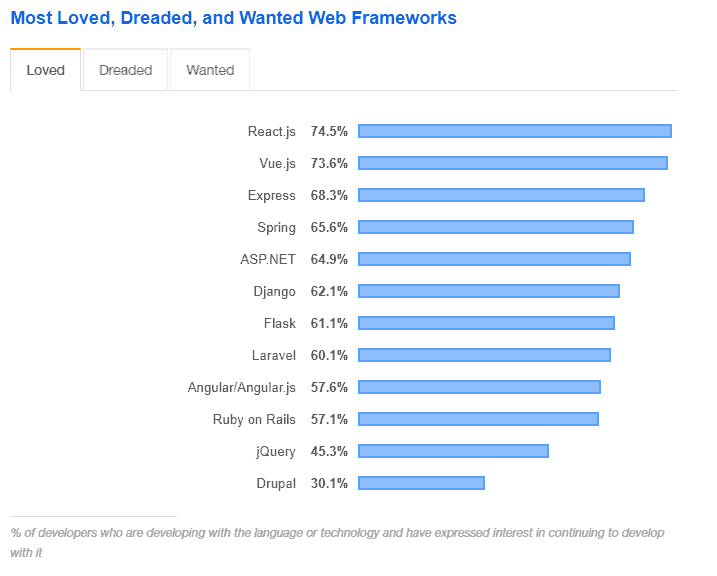 Most Loved, Dreaded, and Wanted Web Frameworks
Loved Dreaded Wanted
React.js 74.5%
Vue.js 73.6%
Express 68.3%
Spring 65.6%
ASP.NET 64.9%
Django 62.1%
Flask 61.1%
Laravel 60.1%
Angular/Angular.js 57.6%
Ruby on Rails 57.1%
jQuery 45.3%
Drupal 30.1%
% of developers who are developing with the language or technology and have expressed interest in continuing to develop
with it